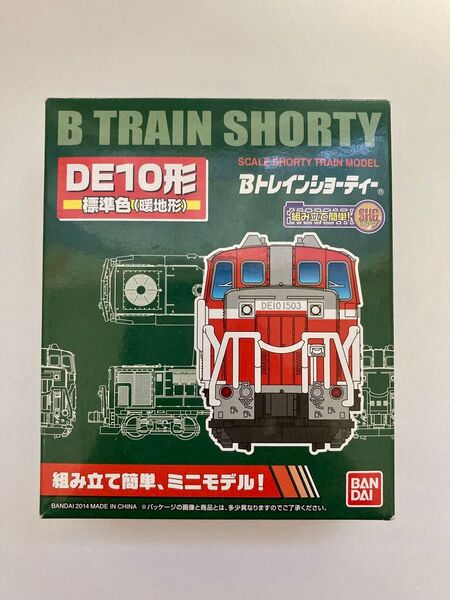 B TRAIN SHORTY
SCALE SHORTY TRAIN MODEL
DE10形
標準色(暖地形)
Bトレインショーティー®
組み立て簡単!
SHG
DE101503
組み立て簡単、ミニモデル!
BAN
DAI
BANDAI 2014 MADE IN CHINA ※パッケージの画像と商品とは、多少異なりますのでご了承ください。